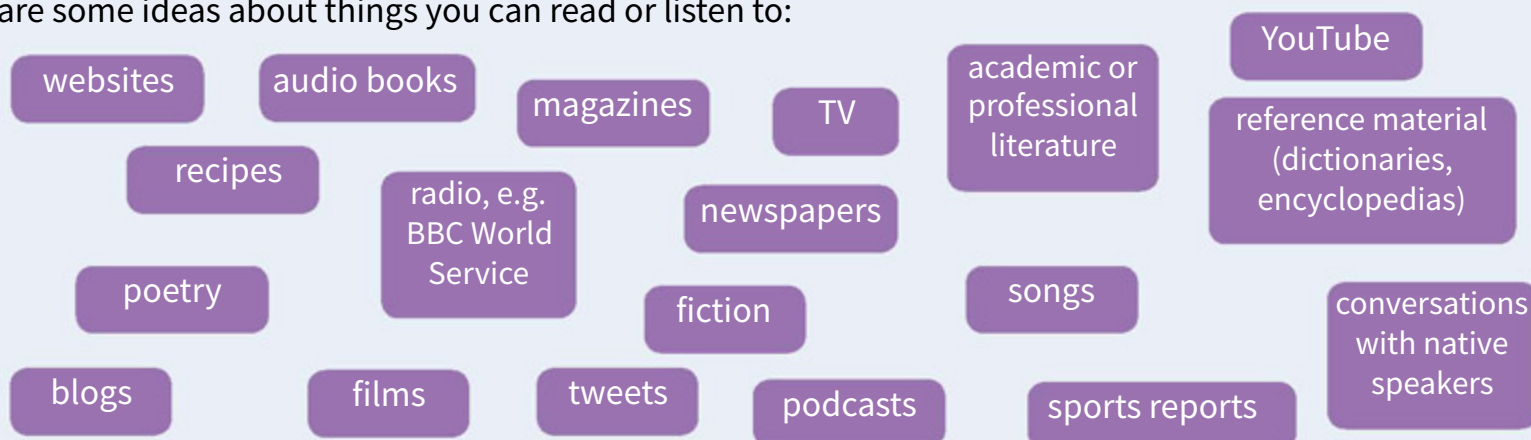 are some ideas about things you can read or listen to:
websites
audio books
magazines
TV
academic or
professional
literature
YouTube
reference material
(dictionaries,
encyclopedias)
recipes
radio, e.g.
BBC World
Service
newspapers
poetry
fiction
songs
conversations
with native
speakers
blogs
films
tweets
podcasts
sports reports